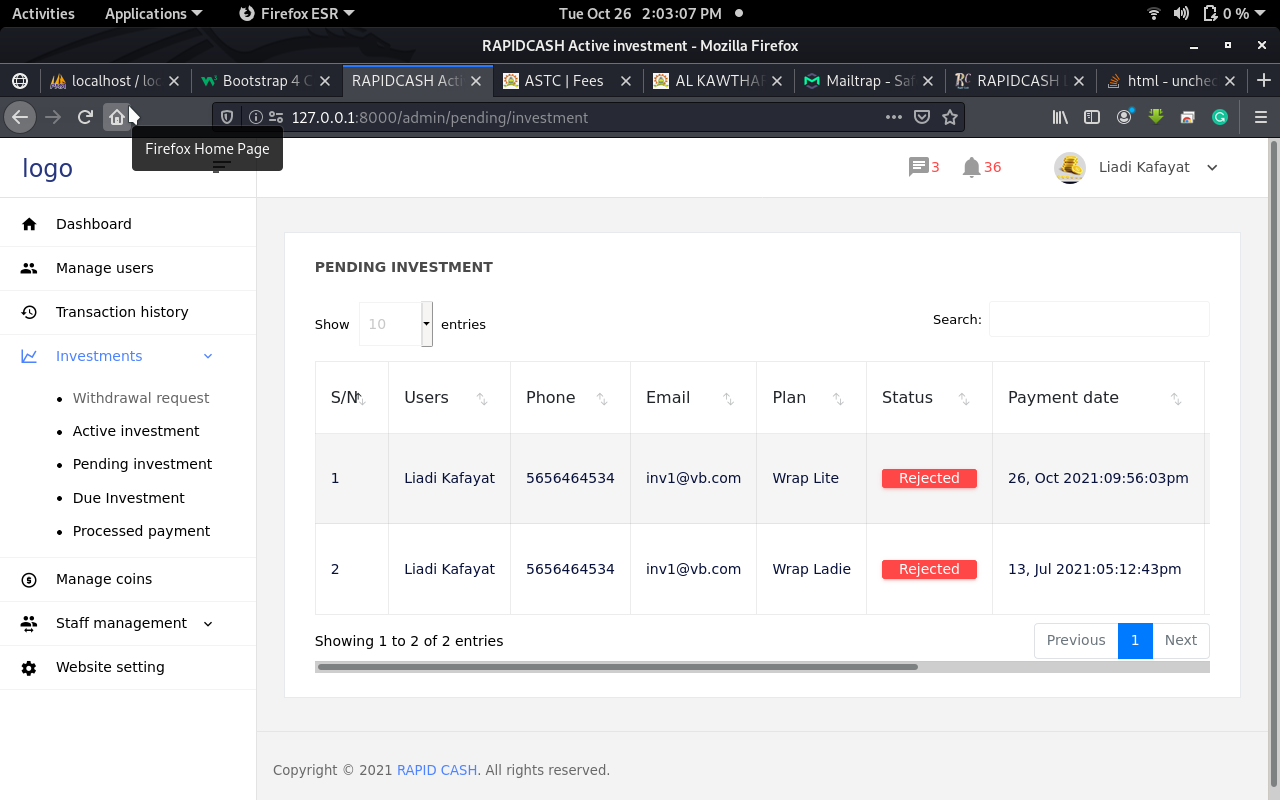 Activities Applications Firefox ESR Tue Oct 26 2:03:07 PM 0 %
RAPIDCASH Active investment - Mozilla Firefox
localhost / loc Bootstrap 4 C RAPIDCASH Acti ASTC | Fees AL KAWTHAR Mailtrap - Saf RAPIDCASH html - unchec
127.0.0.1:8000/admin/pending/investment
Firefox Home Page
logo 3 36 Liadi Kafayat
Dashboard
Manage users
Transaction history
Investments
Withdrawal request
Active investment
Pending investment
Due Investment
Processed payment
Manage coins
Staff management
Website setting
PENDING INVESTMENT
Show 10 entries Search:
S/N Users Phone Email Plan Status Payment date
1 Liadi Kafayat 5656464534 inv1@vb.com Wrap Lite Rejected 26, Oct 2021:09:56:03pm
2 Liadi Kafayat 5656464534 inv1@vb.com Wrap Ladie Rejected 13, Jul 2021:05:12:43pm
Showing 1 to 2 of 2 entries Previous 1 Next
Copyright © 2021 RAPID CASH. All rights reserved.